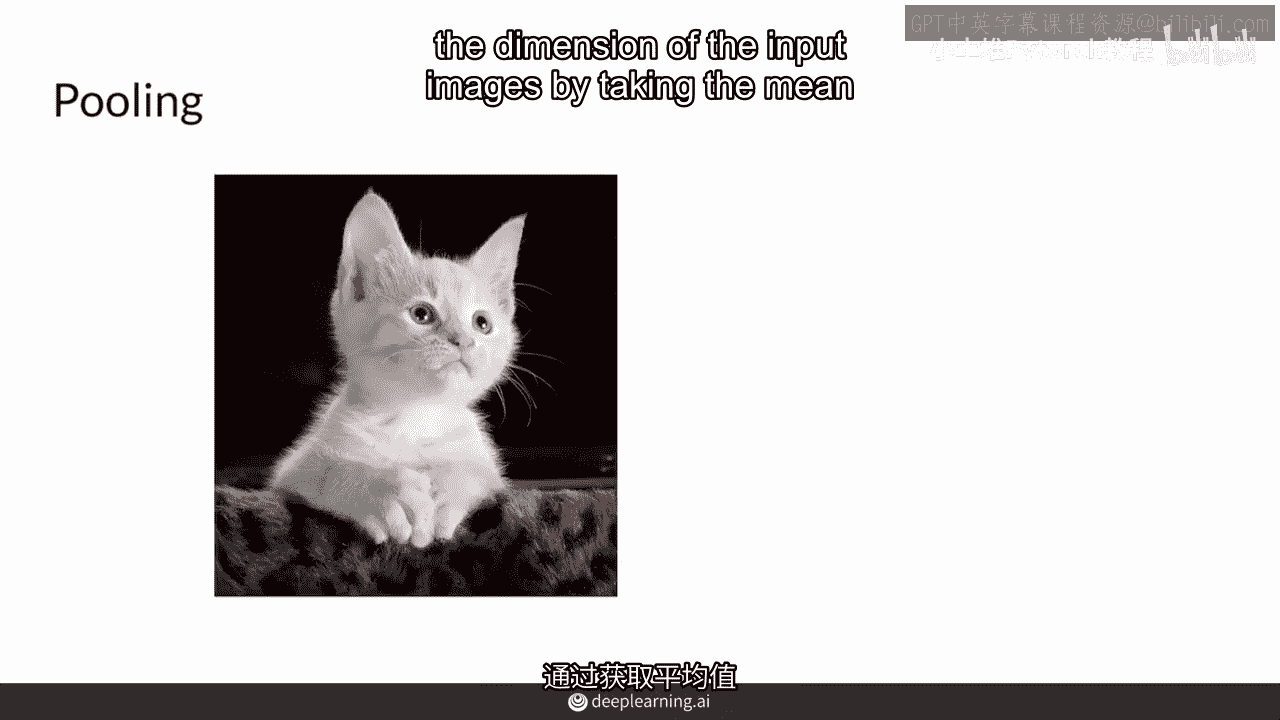 GPT中英字幕课程资源@bilibili.com
the dimension of the input
images by taking the mean
Pooling
通过获取平均值
deeplearning.ai